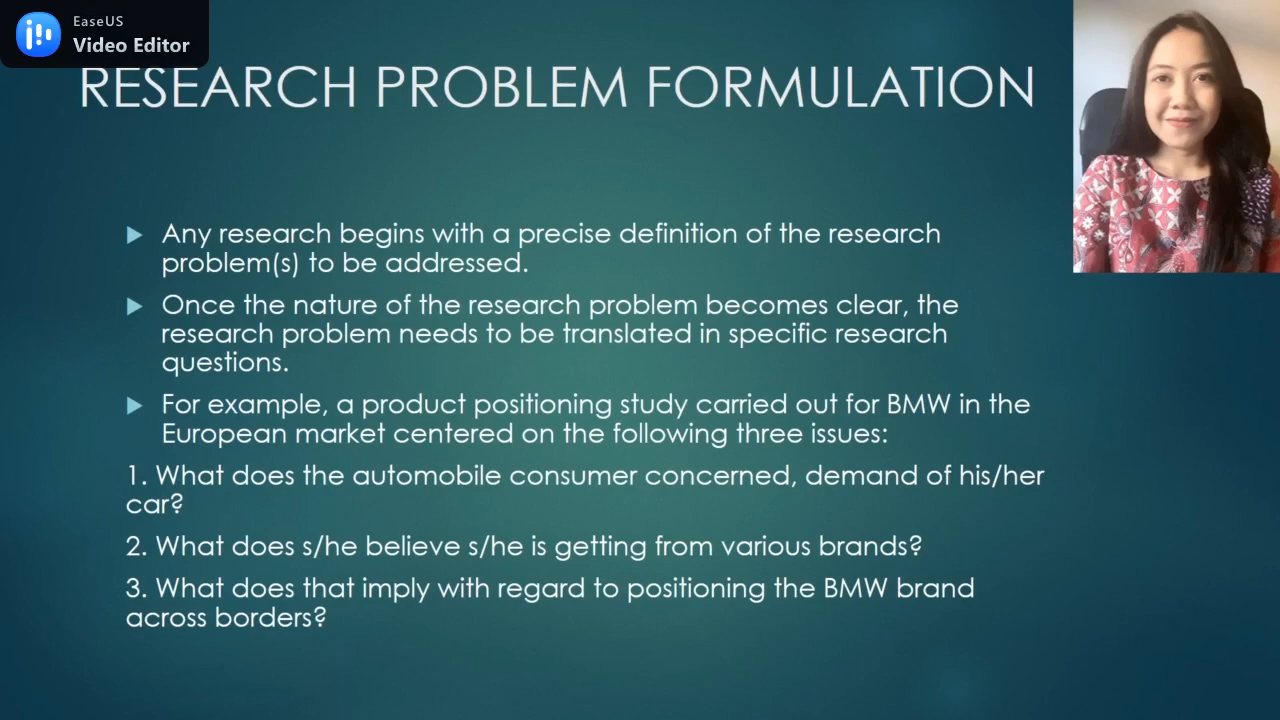 EaseUS
Video Editor
RESEARCH PROBLEM FORMULATION
Any research begins with a precise definition of the research
problem(s) to be addressed.
Once the nature of the research problem becomes clear, the
research problem needs to be translated in specific research
questions.
For example, a product positioning study carried out for BMW in the
European market centered on the following three issues:
1. What does the automobile consumer concerned, demand of his/her
car?
2. What does s/he believe s/he is getting from various brands?
3. What does that imply with regard to positioning the BMW brand
across borders?